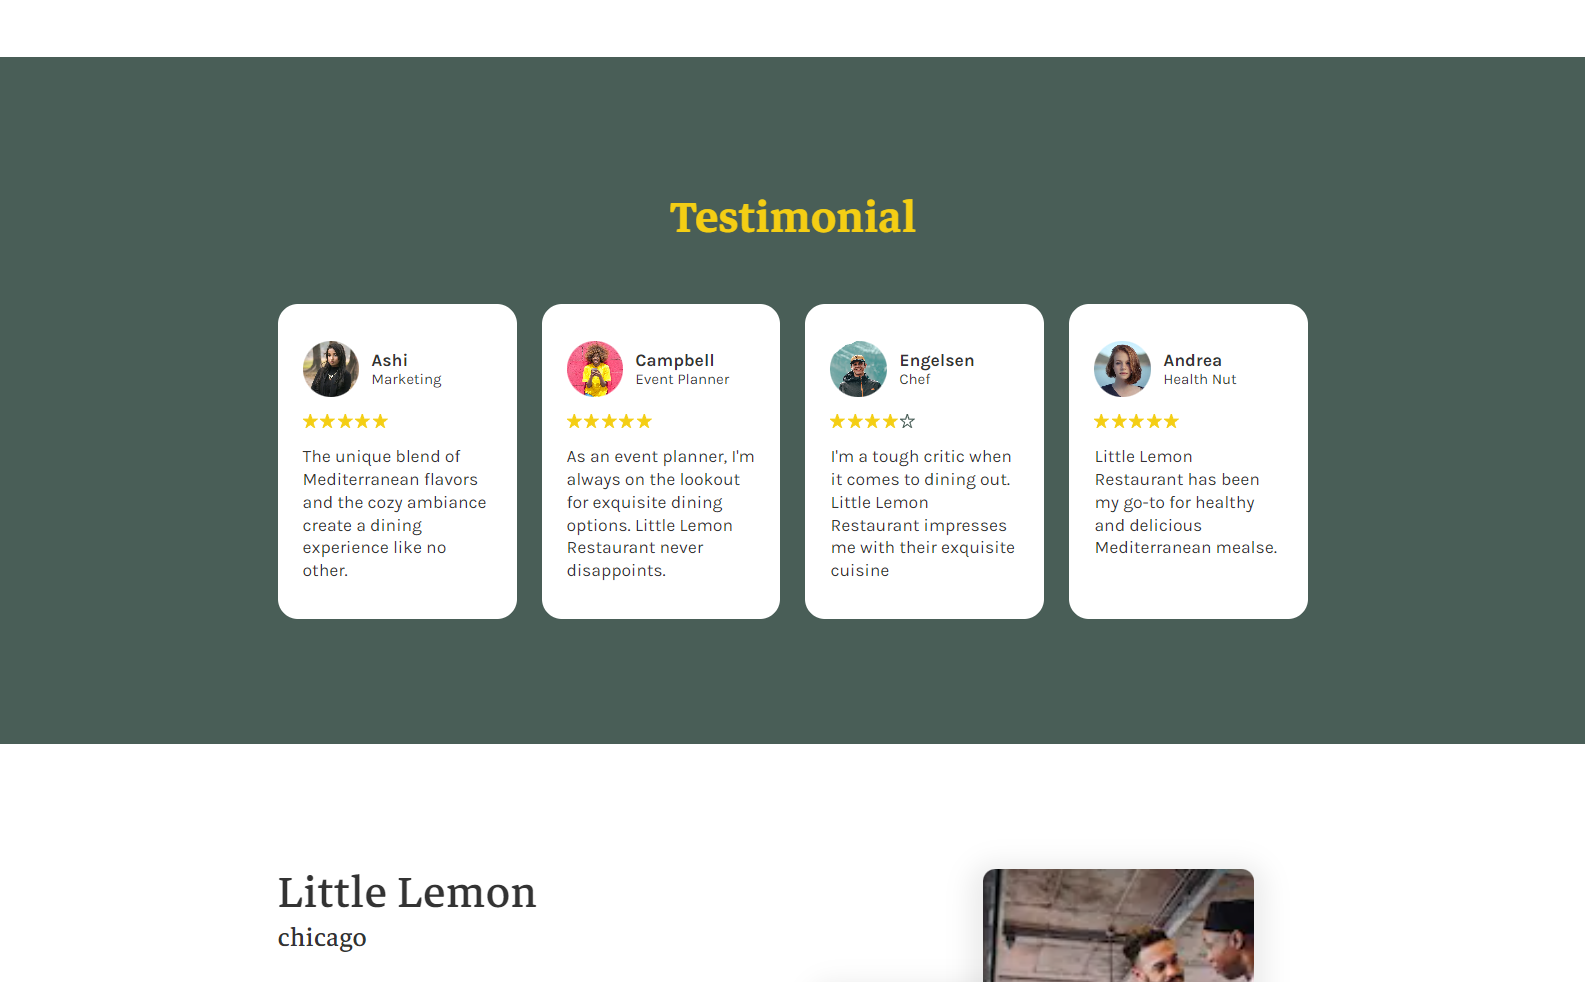 Testimonial
Ashi
Marketing
The unique blend of
Mediterranean flavors
and the cozy ambiance
create a dining
experience like no
other.
Campbell
Event Planner
As an event planner, I'm
always on the lookout
for exquisite dining
options. Little Lemon
Restaurant never
disappoints.
Engelsen
Chef
I'm a tough critic when
it comes to dining out.
Little Lemon
Restaurant impresses
me with their exquisite
cuisine
Andrea
Health Nut
Little Lemon
Restaurant has been
my go-to for healthy
and delicious
Mediterranean mealse.
Little Lemon
chicago